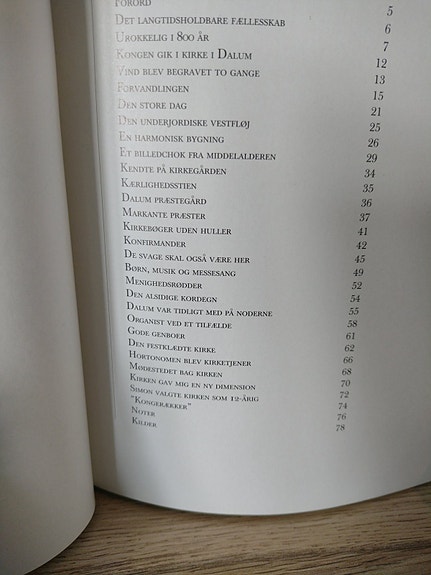 Forord 5
Det langtidsholdbare fællesskab 6
Urokkelig i 800 år 7
Kongen gik i kirke i Dalum 12
Vind blev begravet to gange 13
Forvandlingen 15
Den store dag 21
Den underjordiske vestfløj 25
En harmonisk bygning 26
Et billedchok fra middelalderen 29
Kendte på kirkegården 34
Kærlighedsstien 35
Dalum præstegård 36
Markante præster 37
Kirkebøger uden huller 41
Konfirmander 42
De svage skal også være her 45
Børn, musik og messesang 49
Menighedsrødder 52
Den alsidige kordegn 54
Dalum var tidligt med på noderne 55
Organist ved et tilfælde 58
Gode genboer 61
Den festklædte kirke 62
Hortonomen blev kirketjener 66
Mødestedet bag kirken 68
Kirken gav mig en ny dimension 70
Simon valgte kirken som 12-årig 72
"Kongerækker" 74
Noter 76
Kilder 78